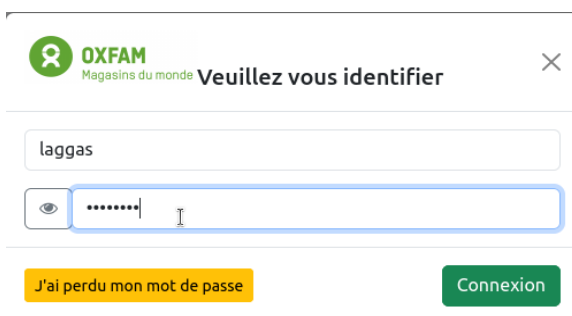 OXFAM
Magasins du monde
Veuillez vous identifier
laggas
••••••••
J'ai perdu mon mot de passe
Connexion